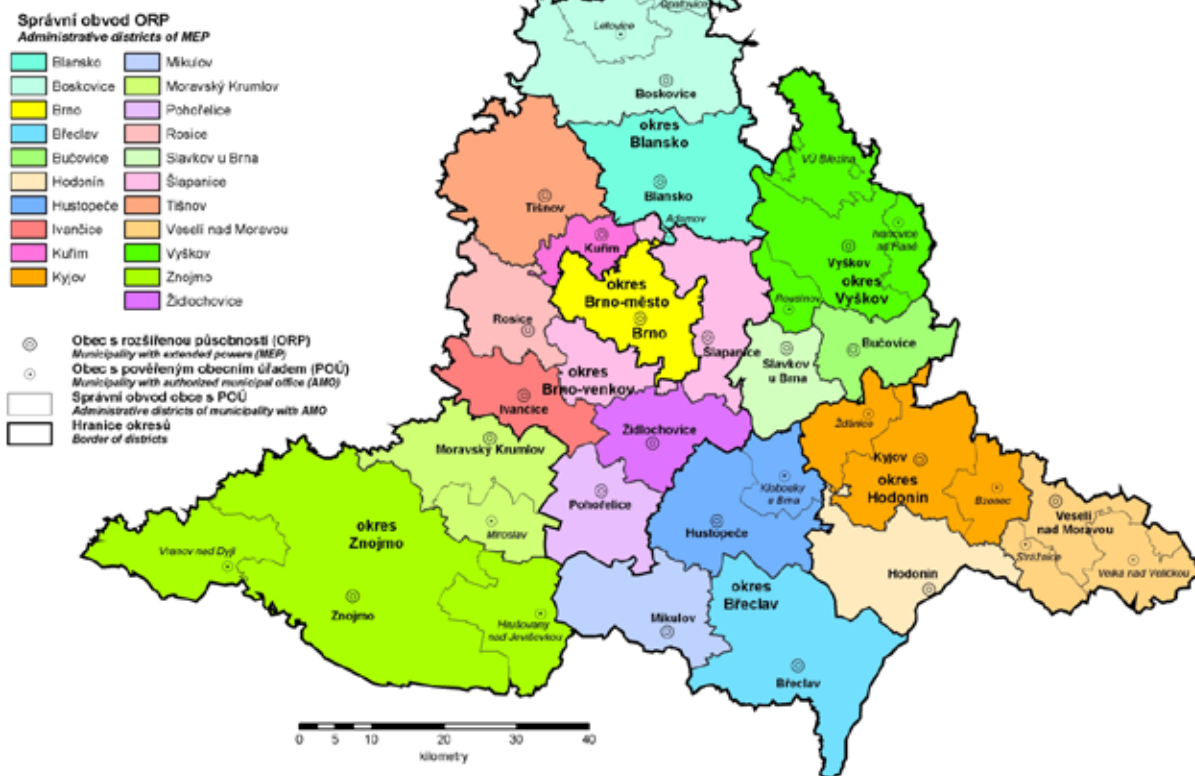 Správní obvod ORP
Administrative districts of MEP
Blansko
Boskovice
Brno
Břeclav
Bučovice
Hodonín
Hustopeče
Ivančice
Kuřim
Kyjov
Mikulov
Moravský Krumlov
Pohořelice
Rosice
Slavkov u Brna
Šlapanice
Tišnov
Veselí nad Moravou
Vyškov
Znojmo
Židlochovice
Obec s rozšířenou působností (ORP)
Municipality with extended powers (MEP)
Obec s pověřeným obecním úřadem (POÚ)
Municipality with authorized municipal office (AMO)
Správní obvod obce s POÚ
Administrative districts of municipality with AMO
Hranice okresů
Border of districts
Letovice
Boskovice
okres
Blansko
Blansko
Adamov
Tišnov
Kuřim
okres
Brno-město
Brno
VÚ Březina
Ivanovice
na Hané
Vyškov
okres
Vyškov
Rousínov
Bučovice
Slavkov
u Brna
Šlapanice
Rosice
okres
Brno-venkov
Ivančice
Židlochovice
Moravský Krumlov
Miroslav
Pohořelice
Ždánice
Kyjov
okres
Hodonín
Bzenec
Veselí
nad Moravou
Strážnice
Velká nad Veličkou
Klobouky
u Brna
Hustopeče
Hodonín
okres
Znojmo
Vranov nad Dyjí
Znojmo
Hrušovany
nad Jevišovkou
Mikulov
okres
Břeclav
Břeclav
0 5 10 20 30 40
kilometry